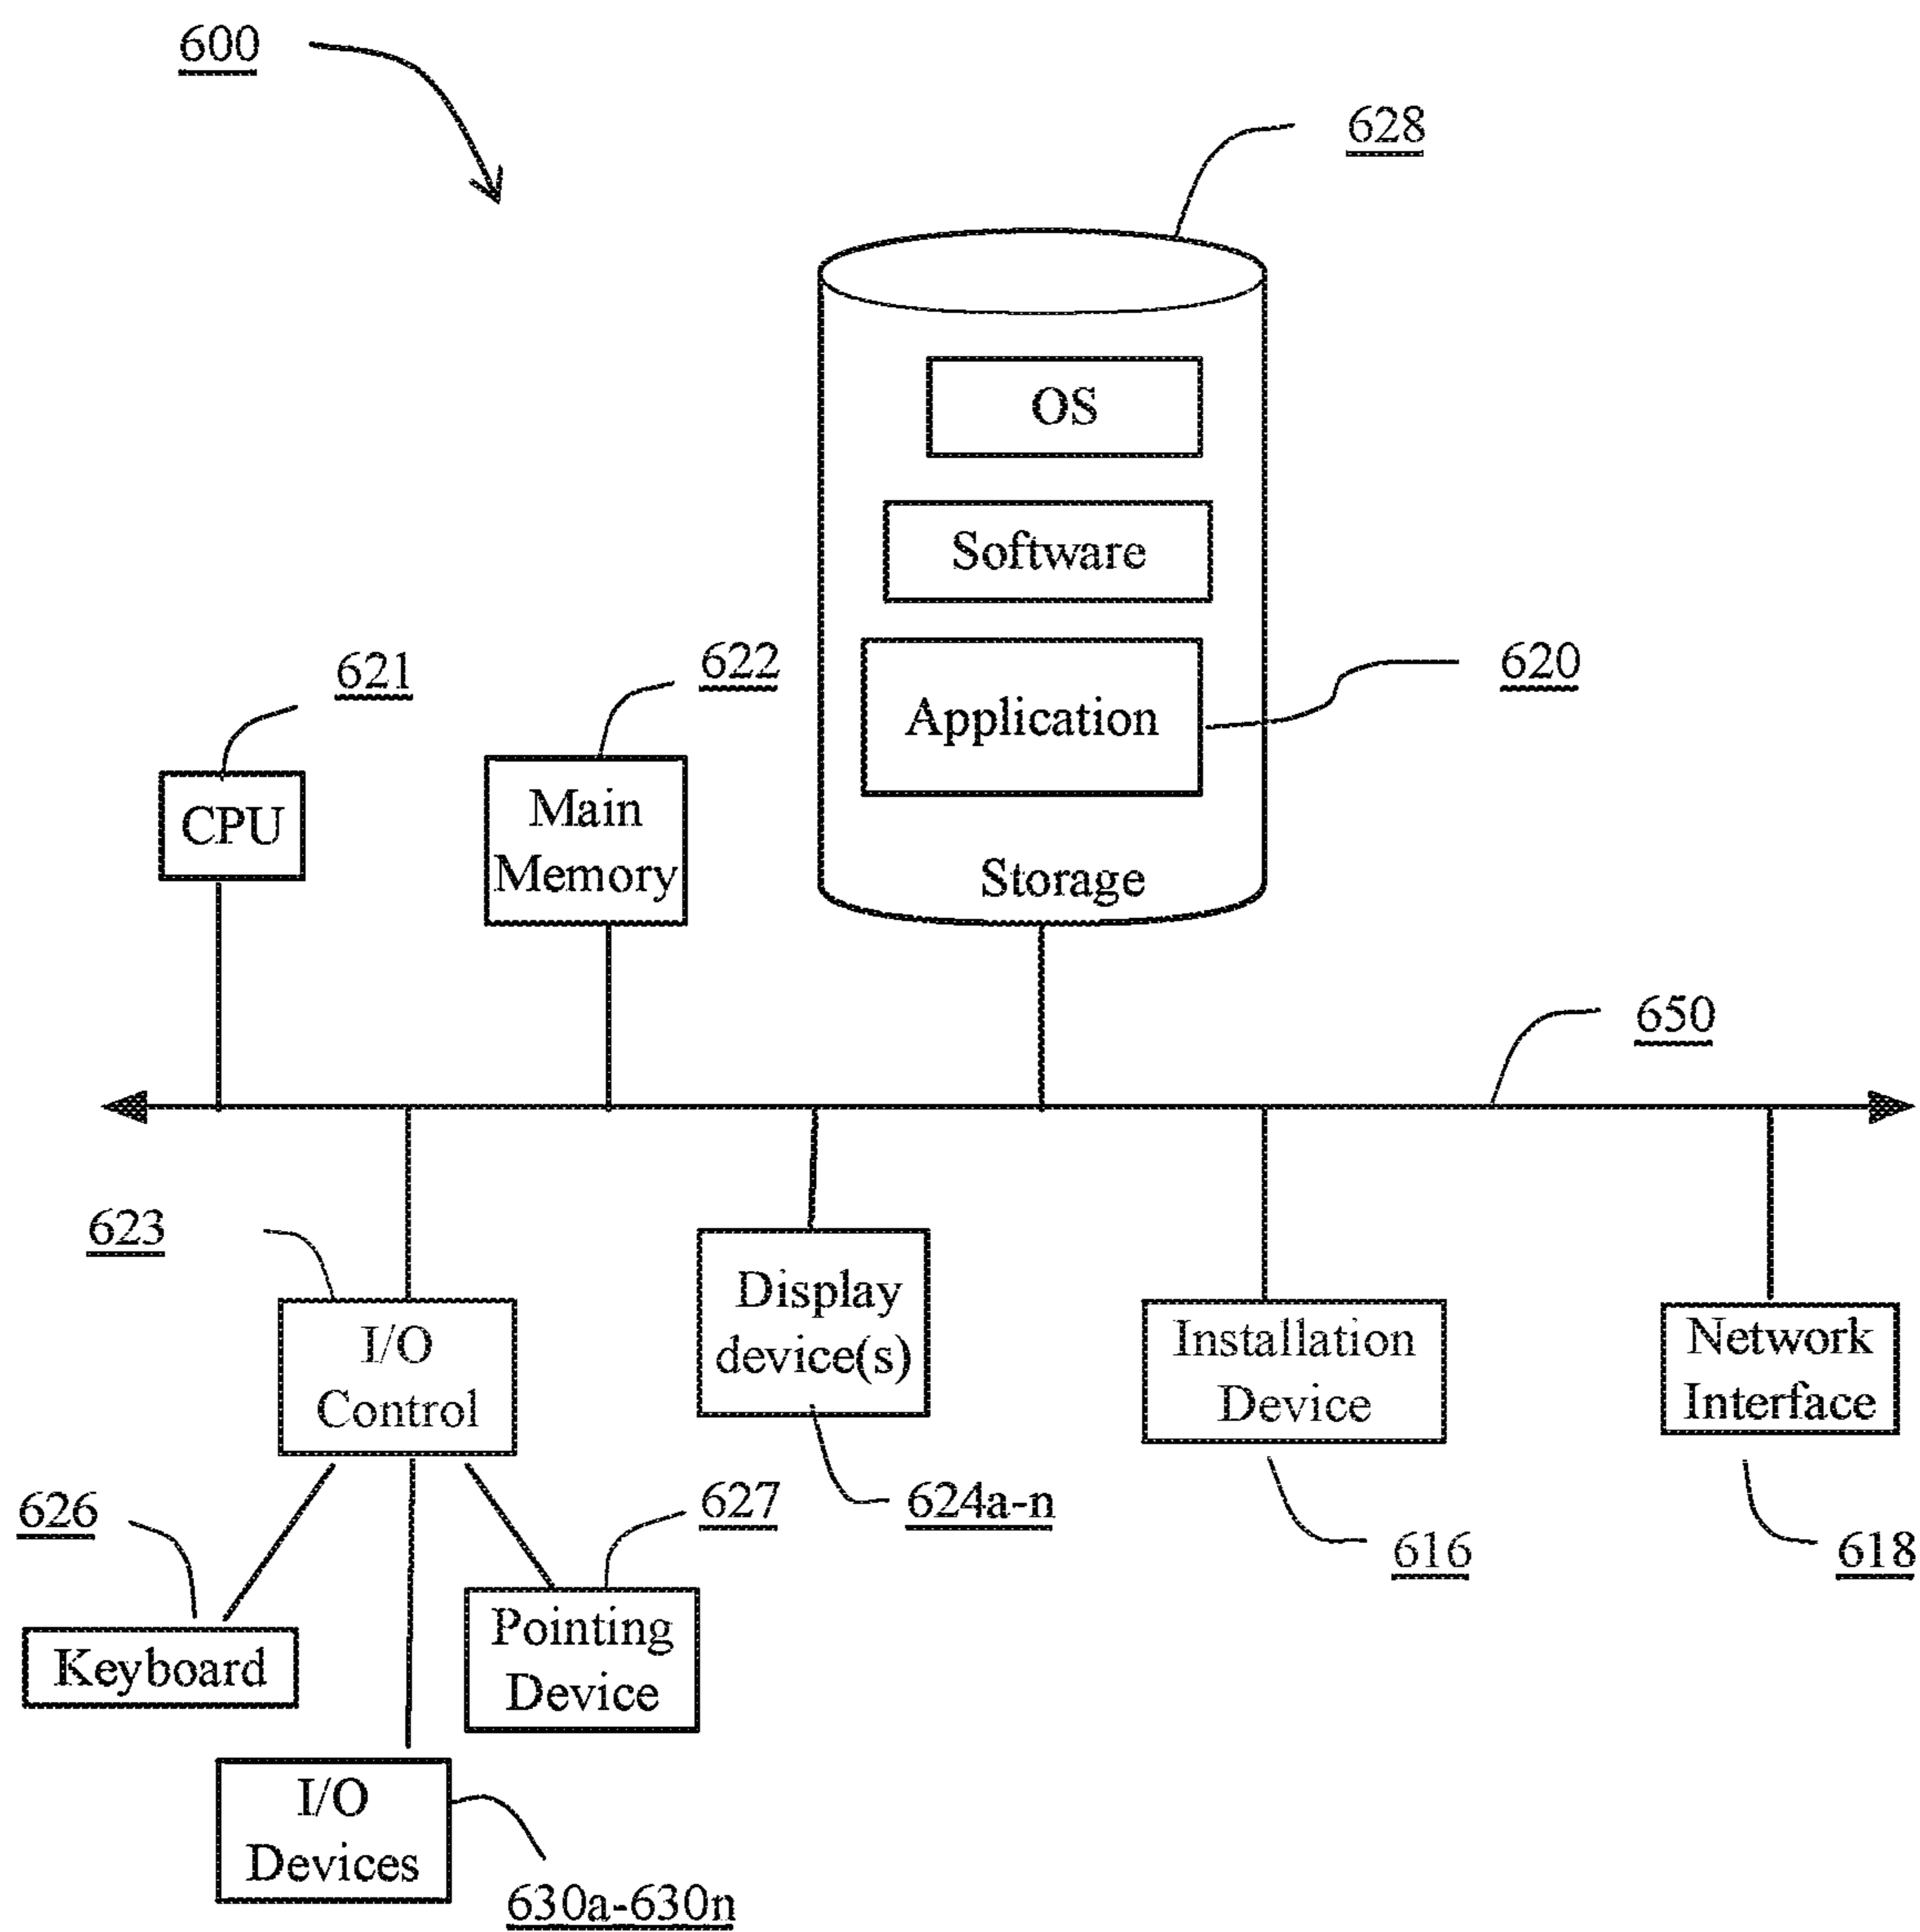 600
628
OS
Software
621
622
620
Application
CPU
Main
Memory
Storage
650
623
Display
device(s)
I/O
Control
Installation
Device
Network
Interface
626
627
624a-n
616
618
Keyboard
Pointing
Device
I/O
Devices
630a-630n